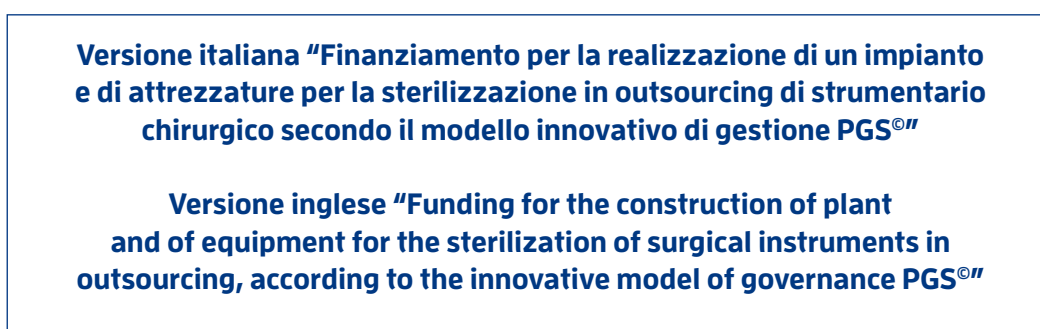 Versione italiana “Finanziamento per la realizzazione di un impianto
e di attrezzature per la sterilizzazione in outsourcing di strumentario
chirurgico secondo il modello innovativo di gestione PGS©”
Versione inglese “Funding for the construction of plant
and of equipment for the sterilization of surgical instruments in
outsourcing, according to the innovative model of governance PGS©”